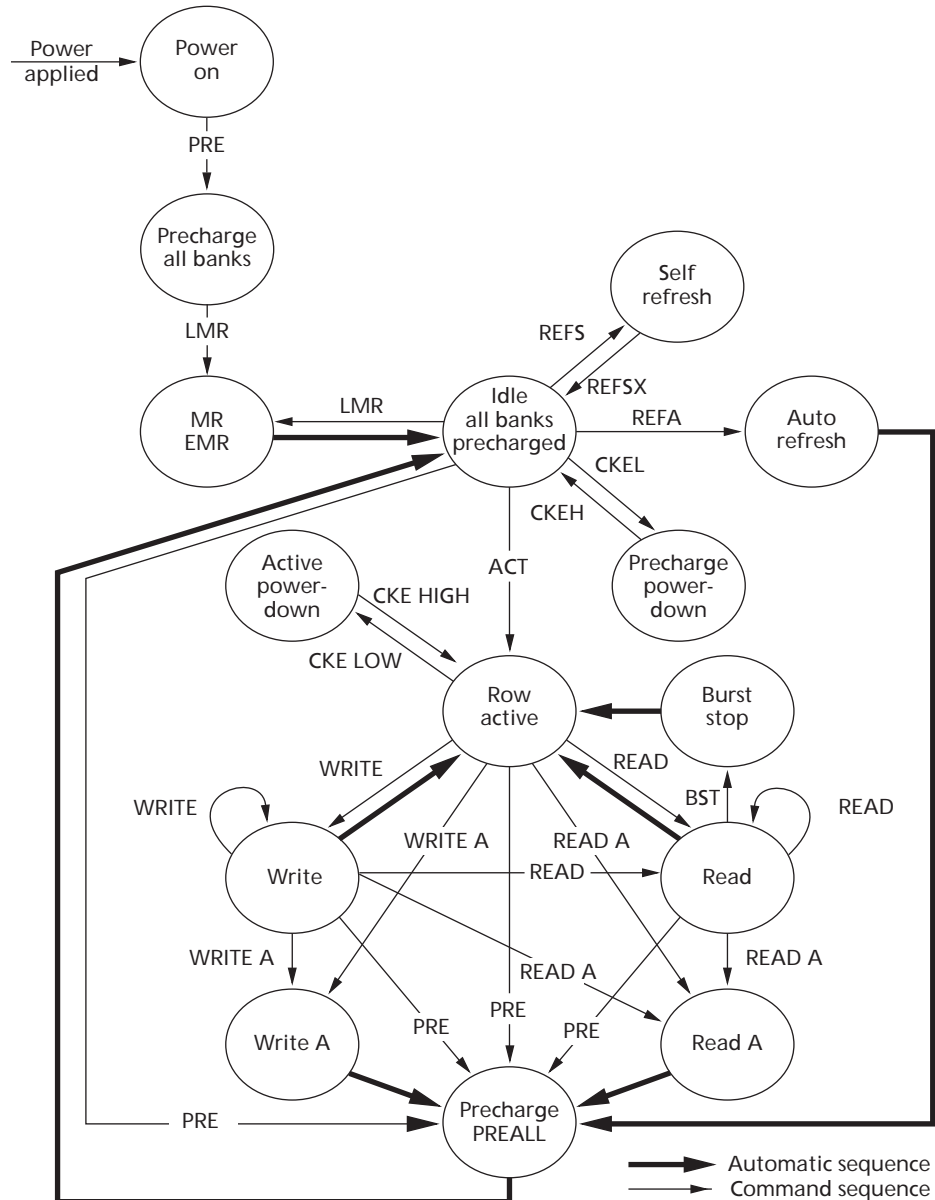 Power
applied
Power
on
PRE
Precharge
all banks
LMR
Self
refresh
REFS
REFSX
MR
EMR
LMR
Idle
all banks
precharged
REFA
Auto
refresh
CKEL
CKEH
ACT
Active
power-
down
CKE HIGH
CKE LOW
Precharge
power-
down
Row
active
Burst
stop
WRITE
READ
BST
WRITE
READ
WRITE A
READ A
Write
READ
Read
WRITE A
READ A
READ A
PRE
PRE
PRE
Write A
Read A
Precharge
PREALL
PRE
Automatic sequence
Command sequence